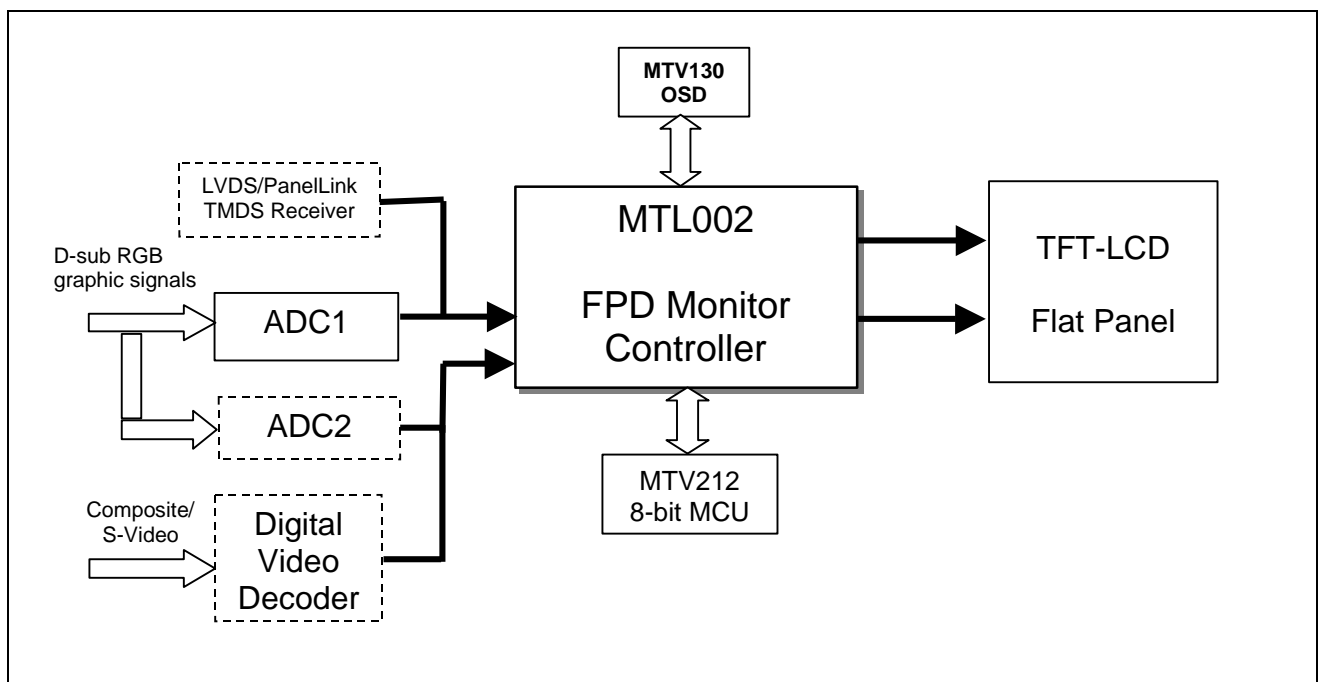 MTV130
OSD
LVDS/PanelLink
TMDS Receiver
D-sub RGB
graphic signals
ADC1
ADC2
Composite/
S-Video
Digital
Video
Decoder
MTL002
FPD Monitor
Controller
MTV212
8-bit MCU
TFT-LCD
Flat Panel